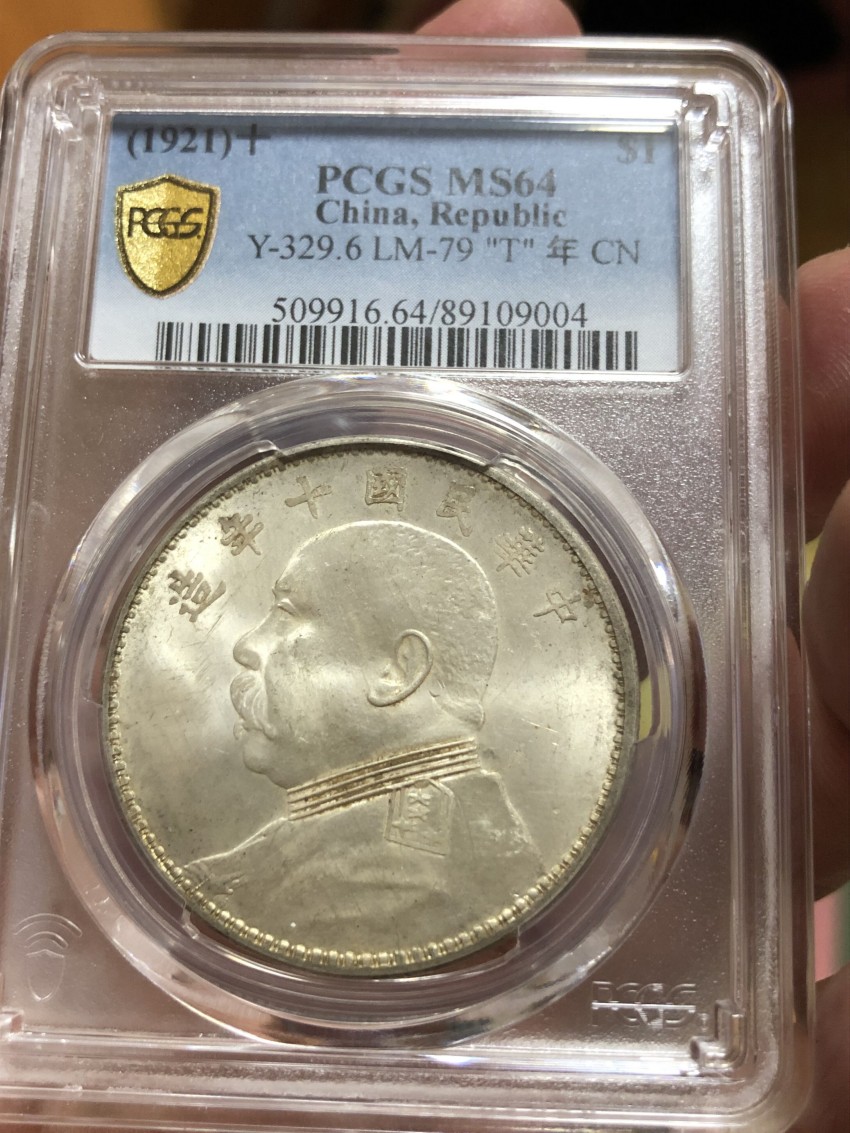 (1921)十
$1
PCGS MS64
China, Republic
PCGS
Y-329.6 LM-79 "T" 年 CN
509916.64/89109004
造年十國民華中
PCGS